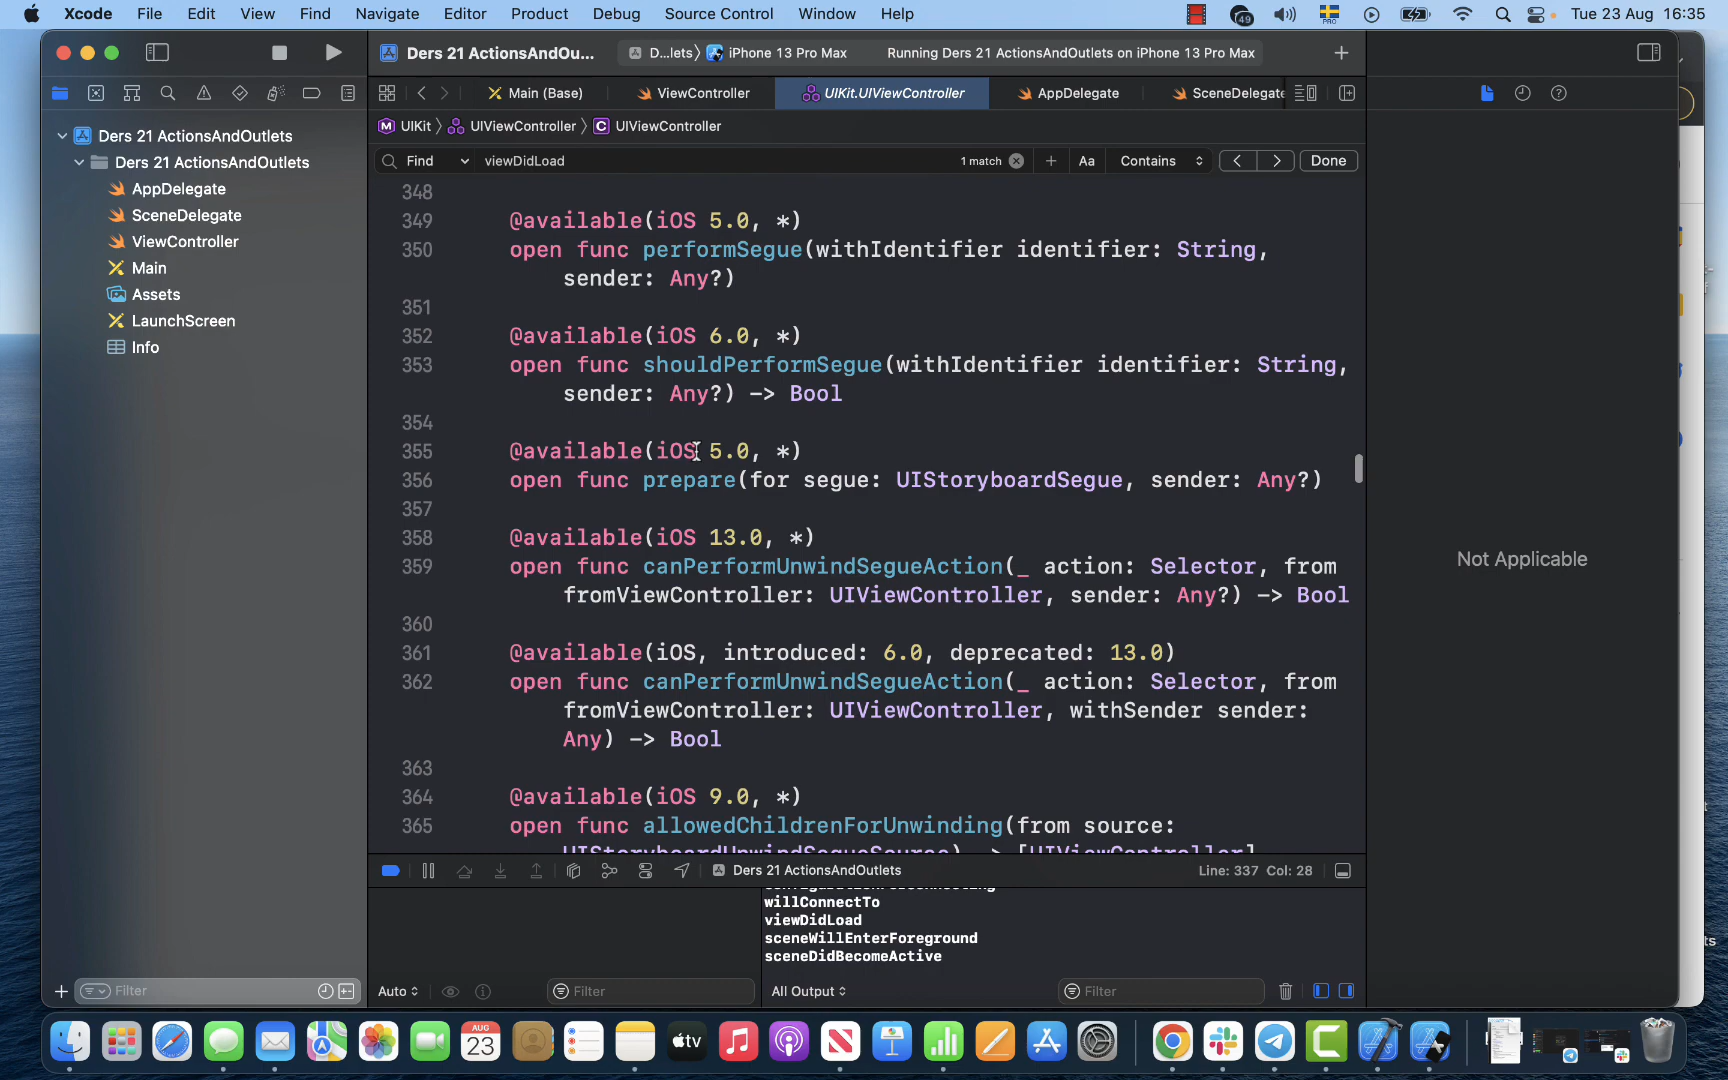 Xcode File Edit View Find Navigate Editor Product Debug Source Control Window Help 49 PRO Tue 23 Aug 16:35
Ders 21 ActionsAndOu... D...lets iPhone 13 Pro Max Running Ders 21 ActionsAndOutlets on iPhone 13 Pro Max
Main (Base) ViewController UIKit.UIViewController AppDelegate SceneDelegate
UIKit UIViewController C UIViewController
Find viewDidLoad 1 match Aa Contains Done
Ders 21 ActionsAndOutlets
Ders 21 ActionsAndOutlets
AppDelegate
SceneDelegate
ViewController
Main
Assets
LaunchScreen
Info
Filter
348
349 @available(iOS 5.0, *)
350 open func performSegue(withIdentifier identifier: String,
sender: Any?)
351
352 @available(iOS 6.0, *)
353 open func shouldPerformSegue(withIdentifier identifier: String,
sender: Any?) -> Bool
354
355 @available(iOS 5.0, *)
356 open func prepare(for segue: UIStoryboardSegue, sender: Any?)
357
358 @available(iOS 13.0, *)
359 open func canPerformUnwindSegueAction(_ action: Selector, from
fromViewController: UIViewController, sender: Any?) -> Bool
360
361 @available(iOS, introduced: 6.0, deprecated: 13.0)
362 open func canPerformUnwindSegueAction(_ action: Selector, from
fromViewController: UIViewController, withSender sender:
Any) -> Bool
363
364 @available(iOS 9.0, *)
365 open func allowedChildrenForUnwinding(from source:
UIStoryboardUnwindSegueSource) -> [UIViewController]
Not Applicable
Ders 21 ActionsAndOutlets Line: 337 Col: 28
configurationForConnecting
willConnectTo
viewDidLoad
sceneWillEnterForeground
sceneDidBecomeActive
Auto Filter All Output Filter
AUG
23
tv